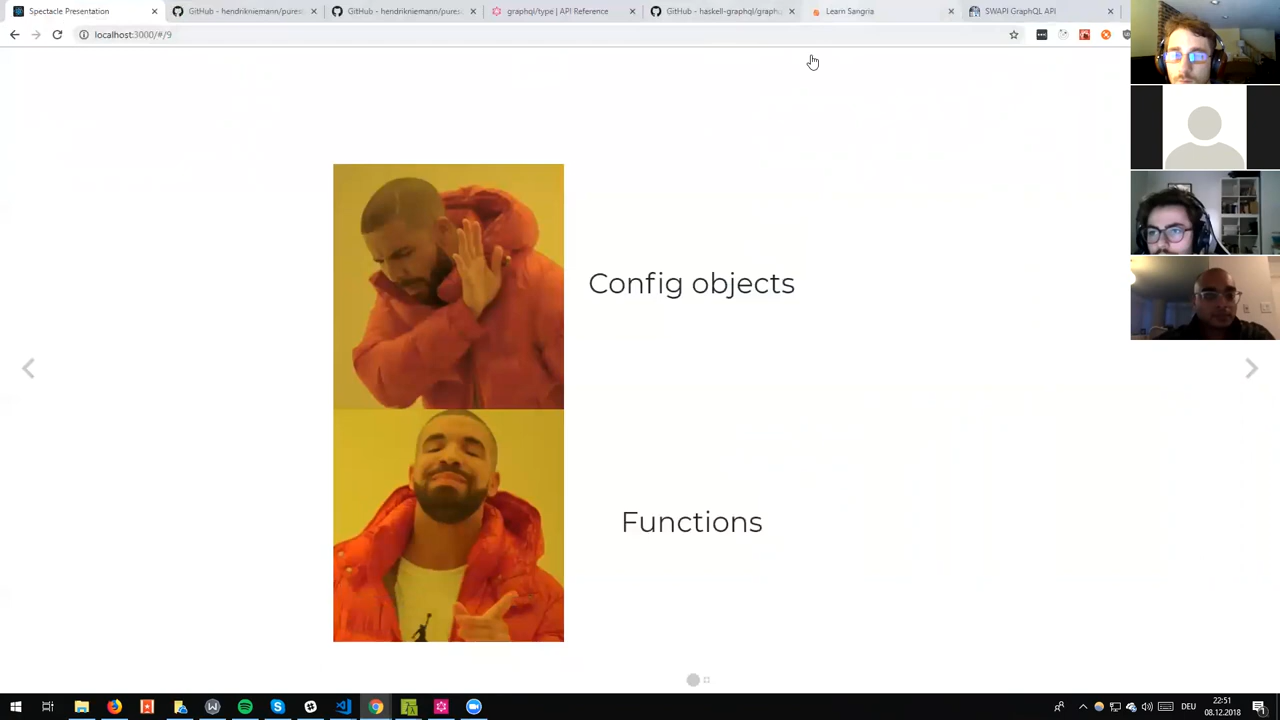 Spectacle Presentation
GitHub - hendrikniemann/pures
GitHub - hendrikniemann/pures
graphql/type | API Reference
GitHub - haskell-graphql/graph
Learn Sangria
SWAPI GraphQL API
localhost:3000/#/9
Config objects
Functions
DEU
22:51
08.12.2018